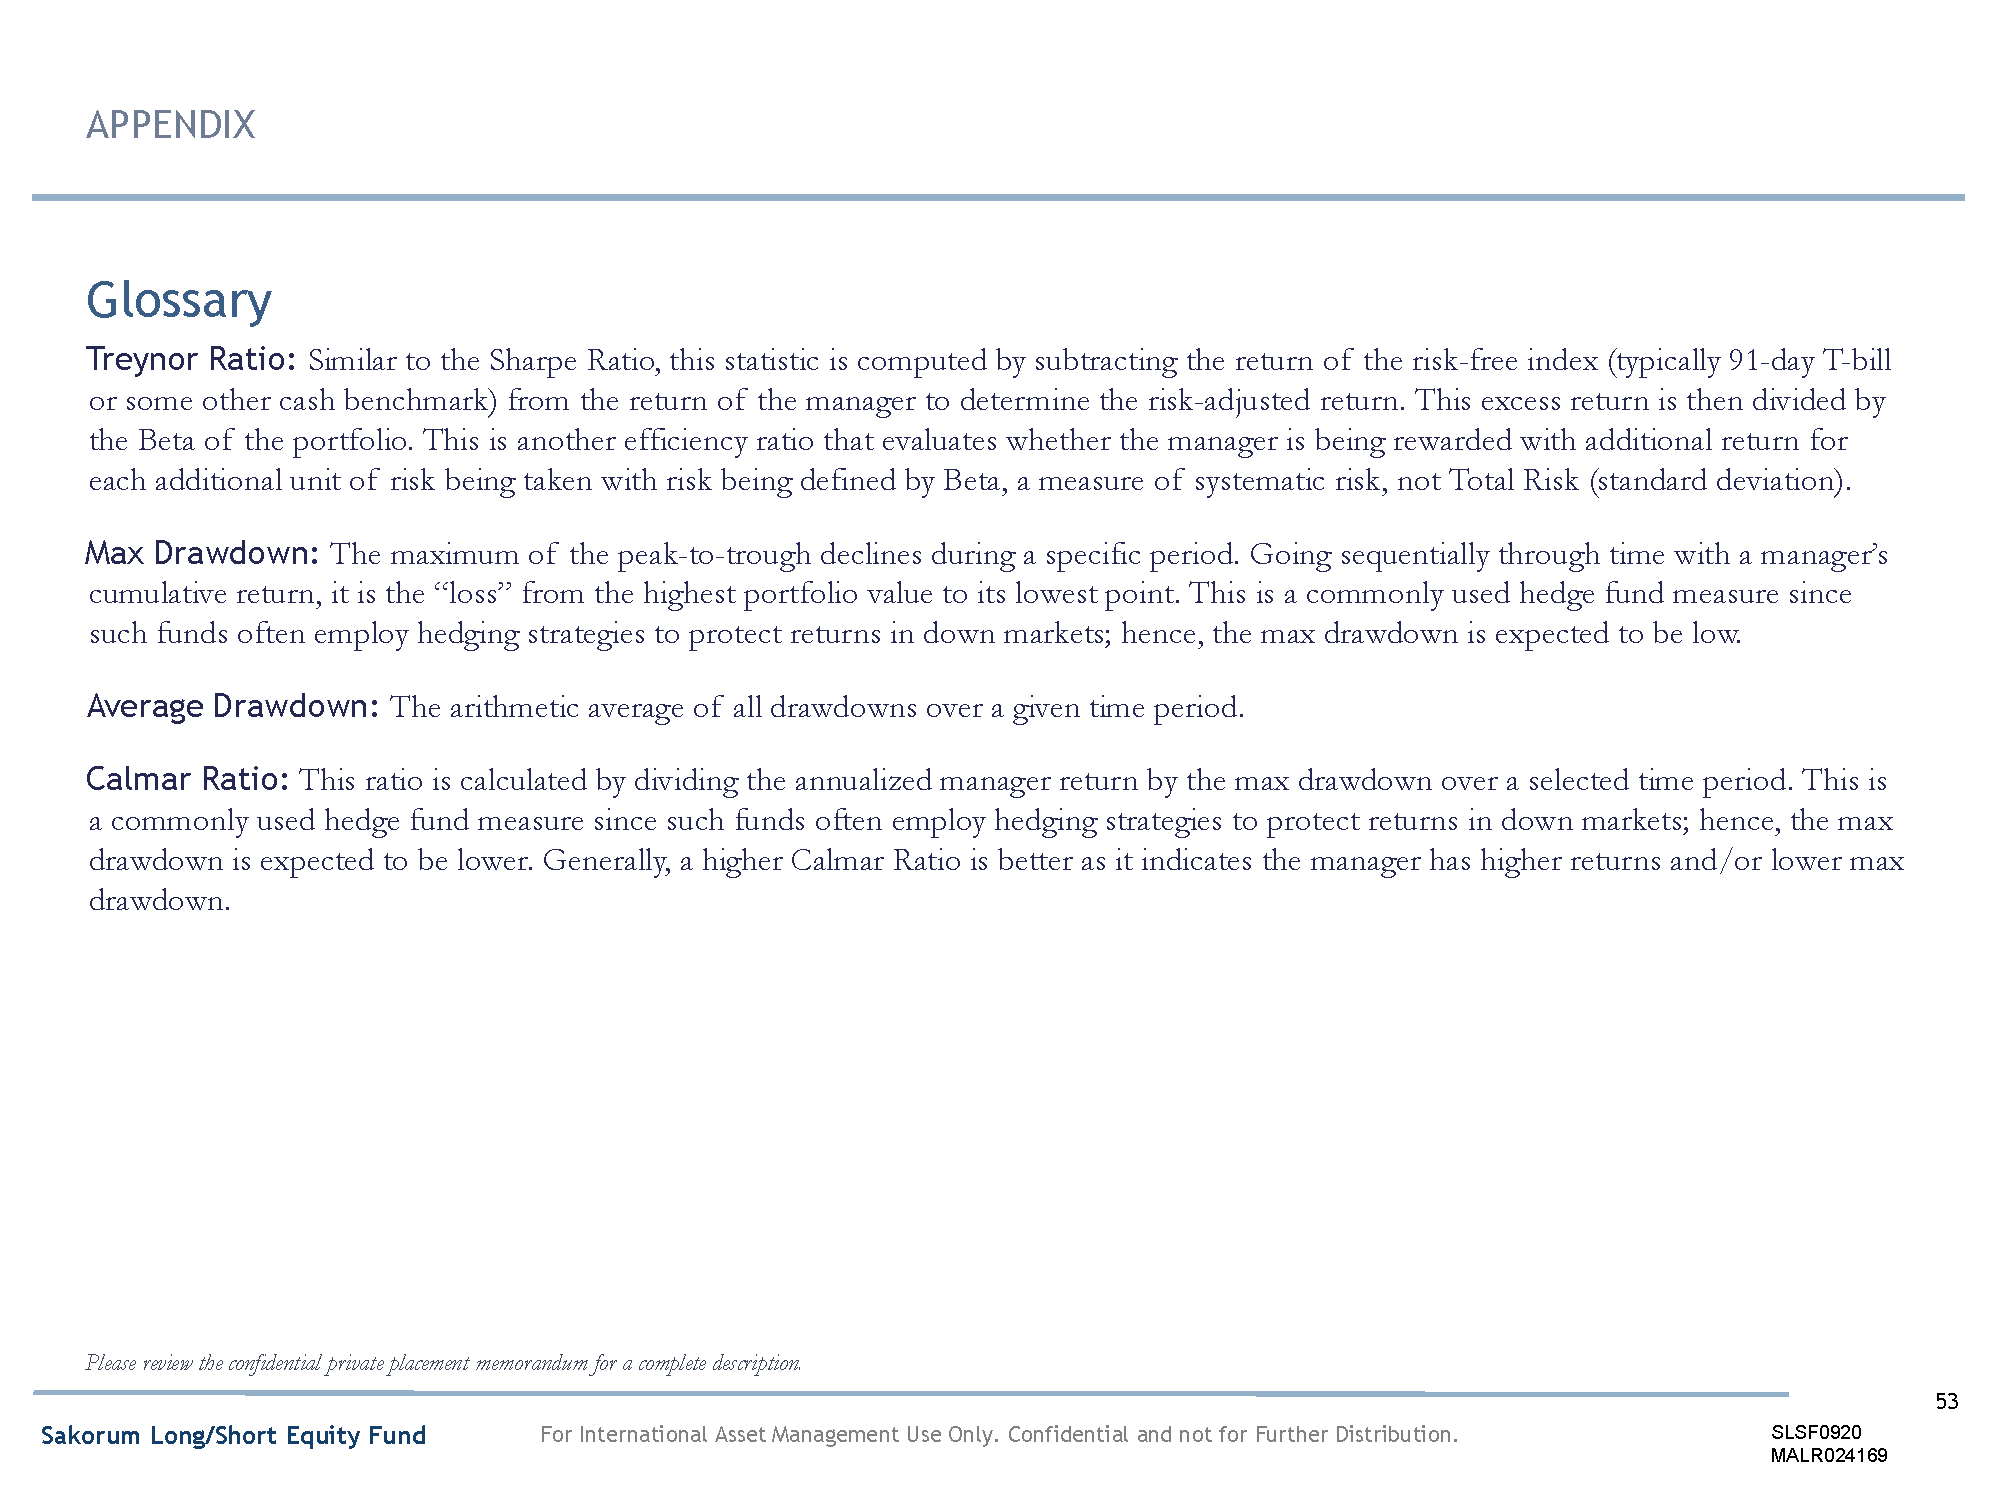 APPENDIX
Glossary
Treynor Ratio: Similar to the Sharpe Ratio, this statistic is computed by subtracting the return of the risk-free index (typically 91-day T-bill
or some other cash benchmark) from the return of the manager to determine the risk-adjusted return. This excess return is then divided by
the Beta of the portfolio. This is another efficiency ratio that evaluates whether the manager is being rewarded with additional return for
each additional unit of risk being taken with risk being defined by Beta, a measure of systematic risk, not Total Risk (standard deviation).
Max Drawdown: The maximum of the peak-to-trough declines during a specific period. Going sequentially through time with a manager’s
cumulative return, it is the “loss” from the highest portfolio value to its lowest point. This is a commonly used hedge fund measure since
such funds often employ hedging strategies to protect returns in down markets; hence, the max drawdown is expected to be low.
Average Drawdown: The arithmetic average of all drawdowns over a given time period.
Calmar Ratio: This ratio is calculated by dividing the annualized manager return by the max drawdown over a selected time period. This is
a commonly used hedge fund measure since such funds often employ hedging strategies to protect returns in down markets; hence, the max
drawdown is expected to be lower. Generally, a higher Calmar Ratio is better as it indicates the manager has higher returns and/or lower max
drawdown.
Please review the confidential private placement memorandum for a complete description.
53
Sakorum Long/Short Equity Fund
For International Asset Management Use Only. Confidential and not for Further Distribution.
SLSF0920
MALR024169